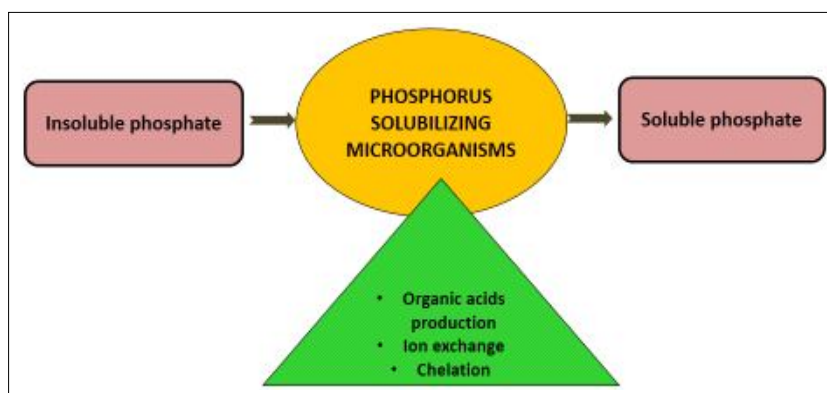 Insoluble phosphate
PHOSPHORUS
SOLUBILIZING
MICROORGANISMS
Soluble phosphate
• Organic acids
production
• Ion exchange
• Chelation